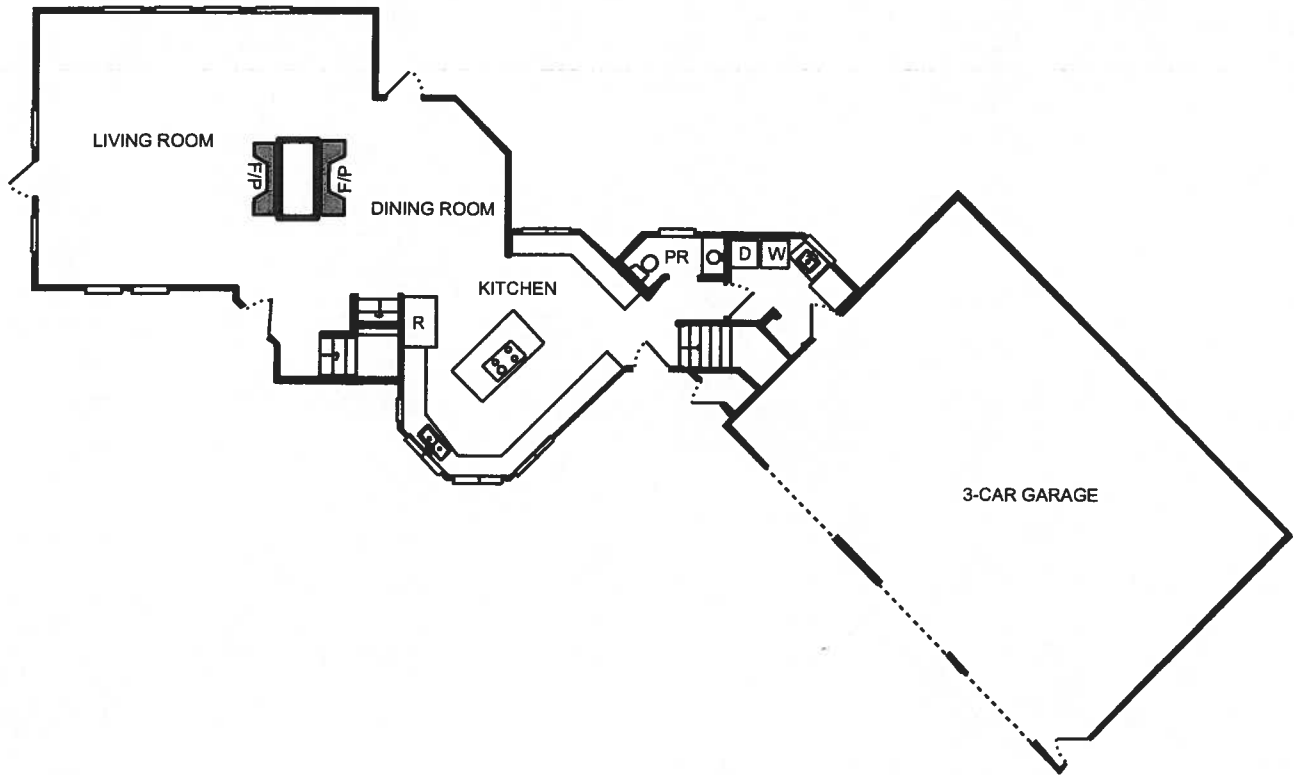 LIVING ROOM
F/P
F/P
DINING ROOM
KITCHEN
R
PR
D
W
3-CAR GARAGE